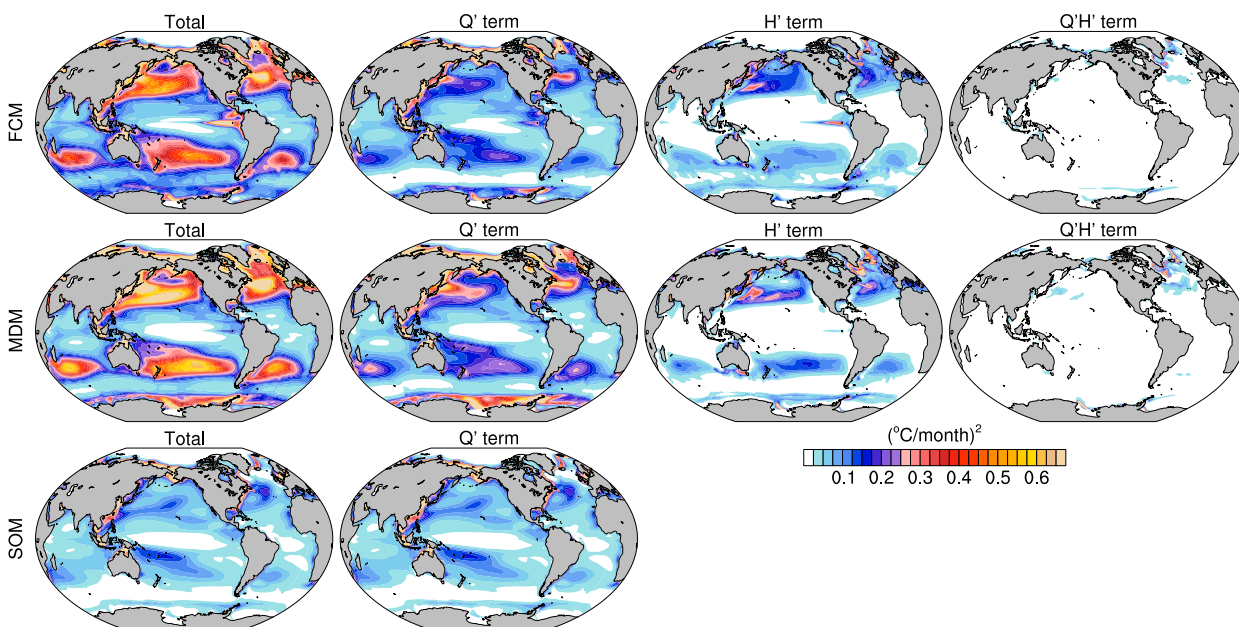 Total Q' term H' term Q'H' term
FCM
Total Q' term H' term Q'H' term
MDM
Total Q' term
SOM
(°C/month)²
0.1 0.2 0.3 0.4 0.5 0.6